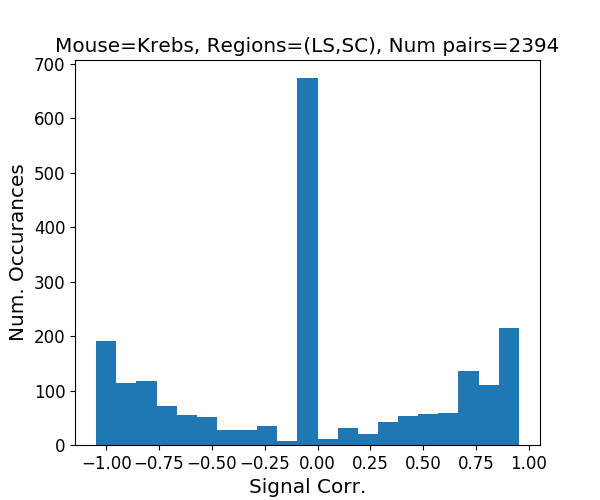 Mouse=Krebs, Regions=(LS,SC), Num pairs=2394
700
600
500
400
300
200
100
0
Num. Occurances
−1.00 −0.75 −0.50 −0.25 0.00 0.25 0.50 0.75 1.00
Signal Corr.